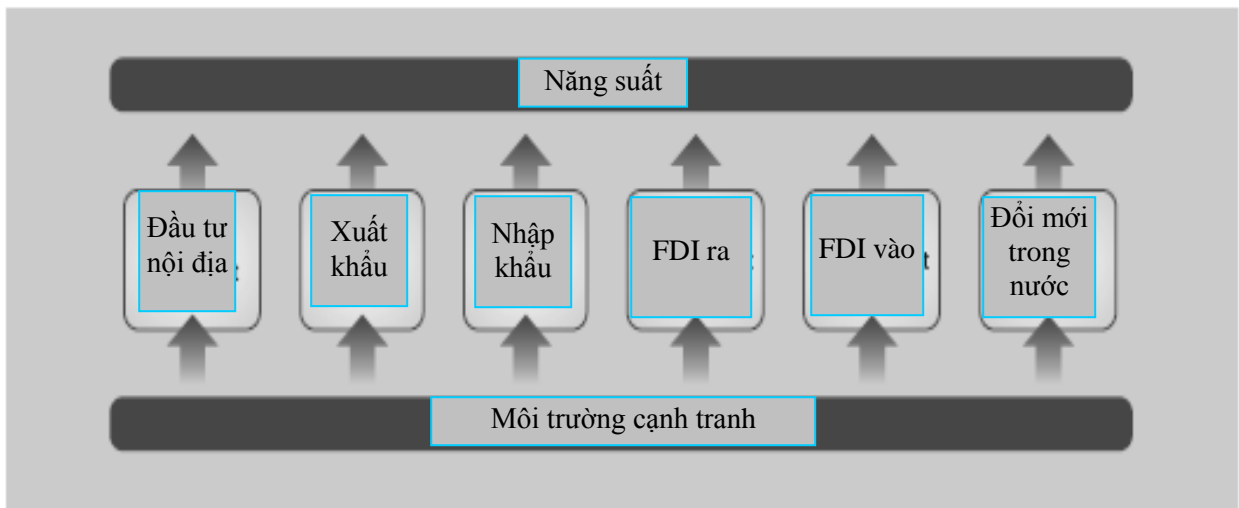 Năng suất
Đầu tư
nội địa
Xuất
khẩu
Nhập
khẩu
FDI ra
FDI vào
Đổi mới
trong
nước
Môi trường cạnh tranh